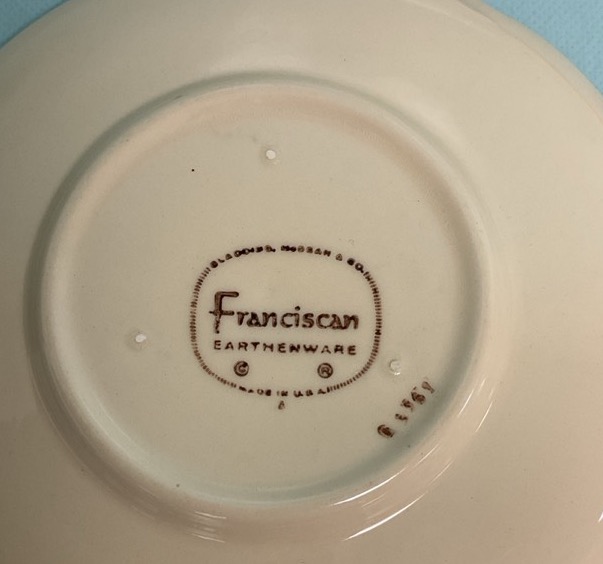 GLADDING, McBEAN & CO.
Franciscan
EARTHENWARE
© ®
MADE IN U.S.A.